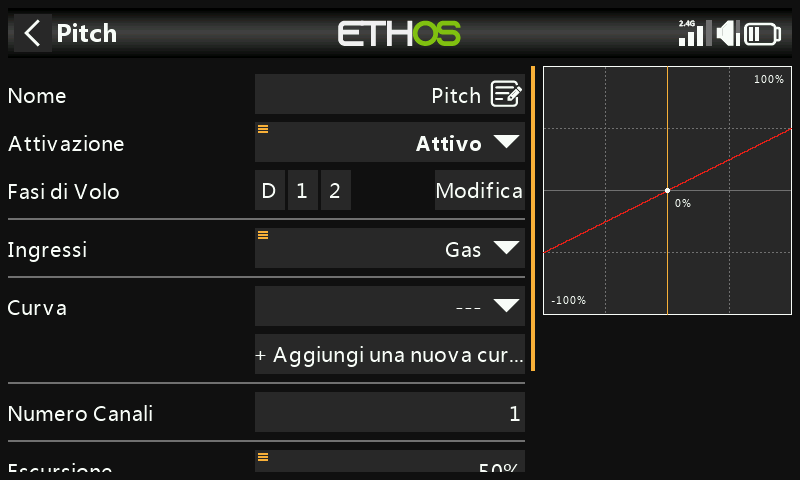 Pitch
ETHOS
2.4G
Nome
Pitch
Attivazione
Attivo
Fasi di Volo
D 1 2
Modifica
Ingressi
Gas
Curva
---
+ Aggiungi una nuova cur...
Numero Canali
1
Escursione
50%
100%
0%
-100%